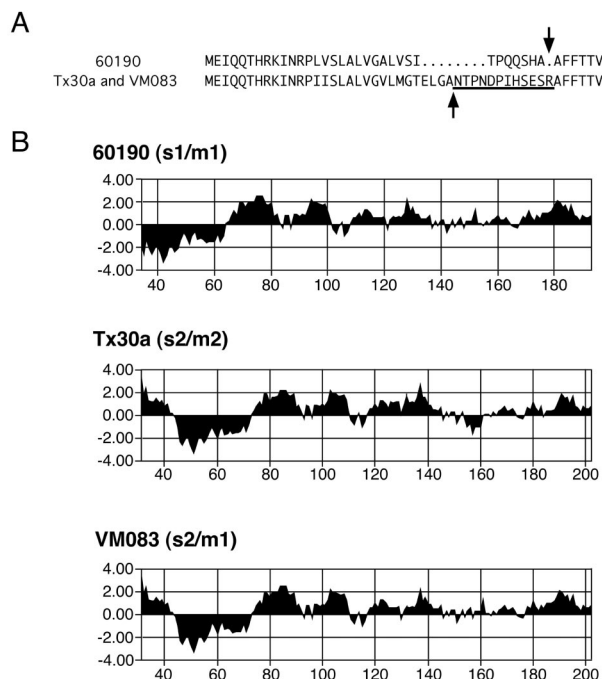 A
60190 MEIQQTHRKINRPLVSLALVGALVSI........TPQQSHA.AFFTTV
Tx30a and VM083 MEIQQTHRKINRPIISLALVGVLMGTELGANTPNDPIHSESRAFFTTV
B
60190 (s1/m1)
4.00
2.00
0.00
-2.00
-4.00
40 60 80 100 120 140 160 180
Tx30a (s2/m2)
4.00
2.00
0.00
-2.00
-4.00
40 60 80 100 120 140 160 180 200
VM083 (s2/m1)
4.00
2.00
0.00
-2.00
-4.00
40 60 80 100 120 140 160 180 200